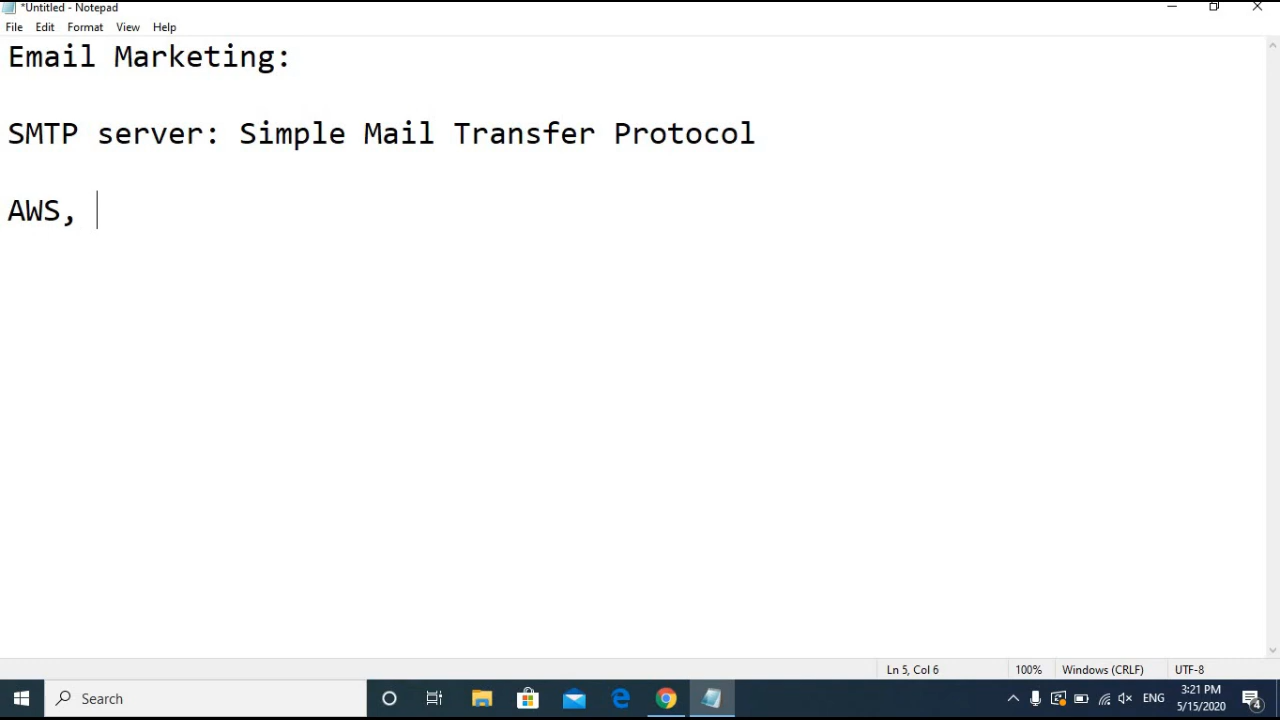 *Untitled - Notepad
File Edit Format View Help
Email Marketing:
SMTP server: Simple Mail Transfer Protocol
AWS,
Ln 5, Col 6 100% Windows (CRLF) UTF-8
Search ENG 3:21 PM
5/15/2020 4